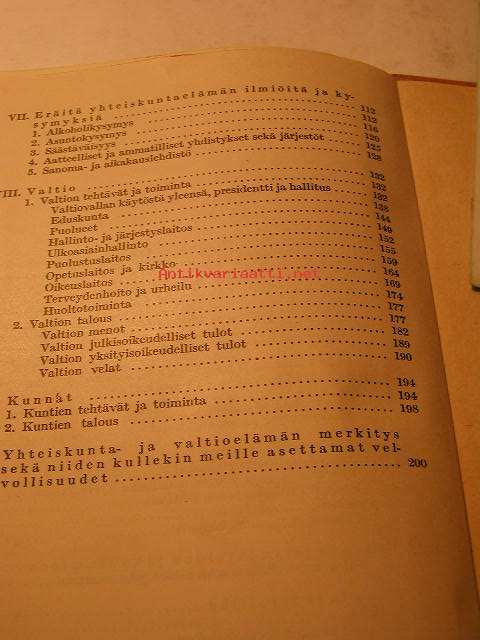 VII. Eräitä yhteiskuntaelämän ilmiöitä ja ky-
symyksiä 112
1. Alkoholikysymys 112
2. Asuntokysymys 116
3. Säästäväisyys 120
4. Aatteelliset ja ammatilliset yhdistykset sekä järjestöt 125
5. Sanoma- ja aikakauslehdistö 128
VIII. Valtio 132
1. Valtion tehtävät ja toiminta 132
Valtiovallan käytöstä yleensä, presidentti ja hallitus 132
Eduskunta 138
Puolueet 144
Hallinto- ja järjestyslaitos 149
Ulkoasiainhallinto 152
Puolustuslaitos 155
Opetuslaitos ja kirkko 159
Oikeuslaitos 164
Terveydenhoito ja urheilu 169
Huoltotoiminta 174
2. Valtion talous 177
Valtion menot 177
Valtion julkisoikeudelliset tulot 182
Valtion yksityisoikeudelliset tulot 189
Valtion velat 190
Kunnat 194
1. Kuntien tehtävät ja toiminta 194
2. Kuntien talous 198
Yhteiskunta- ja valtioelämän merkitys
sekä niiden kullekin meille asettamat vel-
vollisuudet 200
Antikvariaatti.net